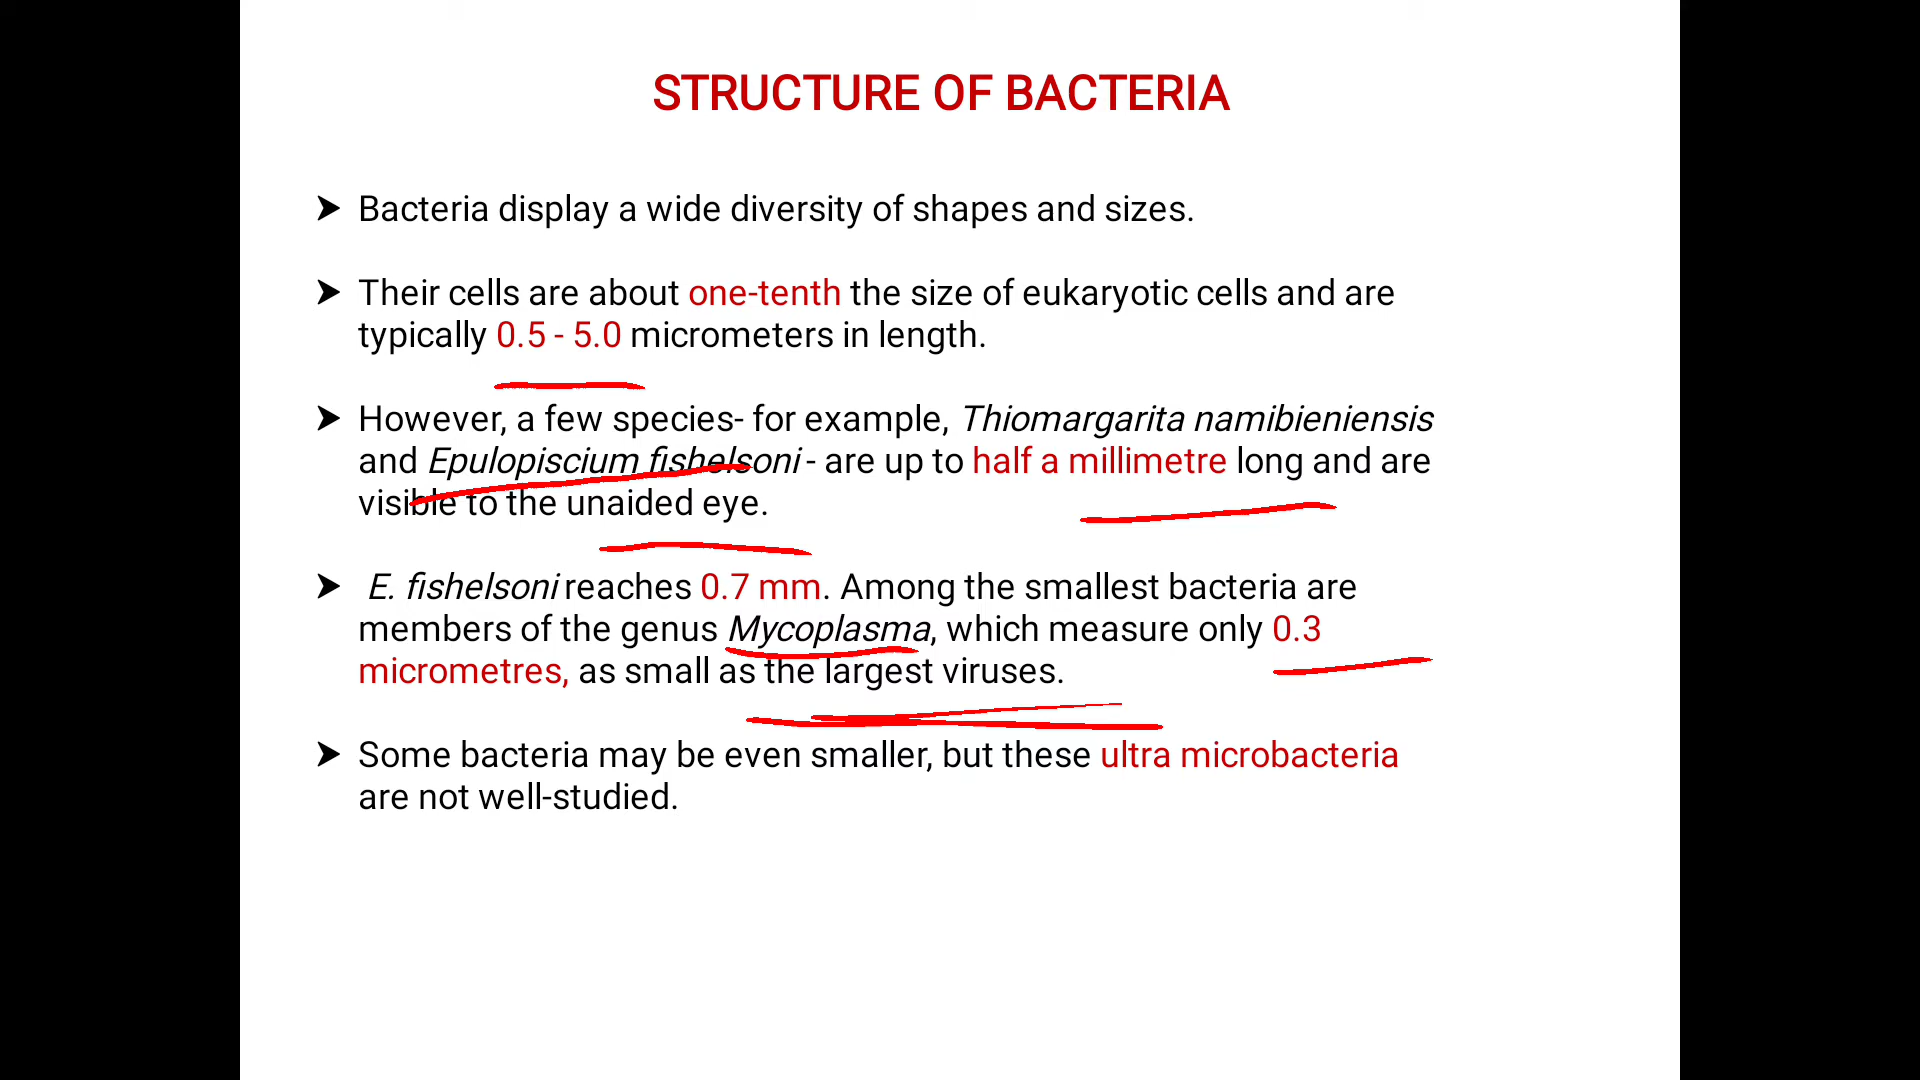 STRUCTURE OF BACTERIA
➤ Bacteria display a wide diversity of shapes and sizes.
➤ Their cells are about one-tenth the size of eukaryotic cells and are
typically 0.5 - 5.0 micrometers in length.
➤ However, a few species- for example, Thiomargarita namibieniensis
and Epulopiscium fishelsoni - are up to half a millimetre long and are
visible to the unaided eye.
➤ E. fishelsoni reaches 0.7 mm. Among the smallest bacteria are
members of the genus Mycoplasma, which measure only 0.3
micrometres, as small as the largest viruses.
➤ Some bacteria may be even smaller, but these ultra microbacteria
are not well-studied.